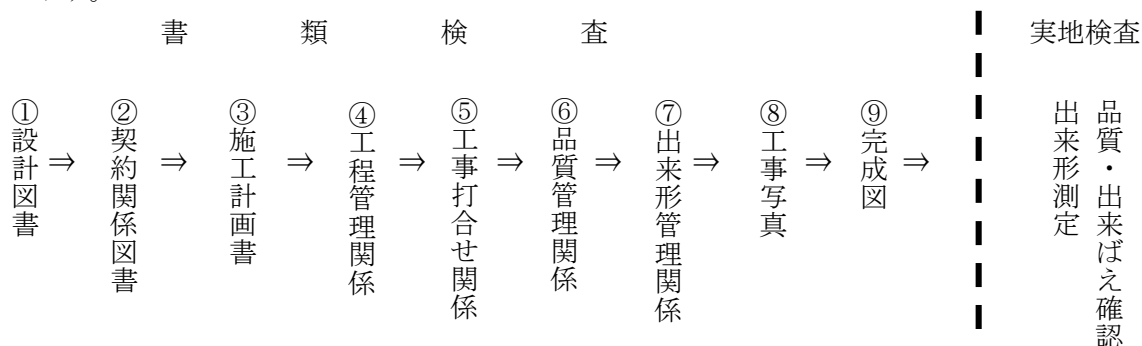 書類検査
実地検査
①設計図書
⇒
②契約関係図書
⇒
③施工計画書
⇒
④工程管理関係
⇒
⑤工事打合せ関係
⇒
⑥品質管理関係
⇒
⑦出来形管理関係
⇒
⑧工事写真
⇒
⑨完成図
⇒
品質・出来ばえ確認
出来形測定